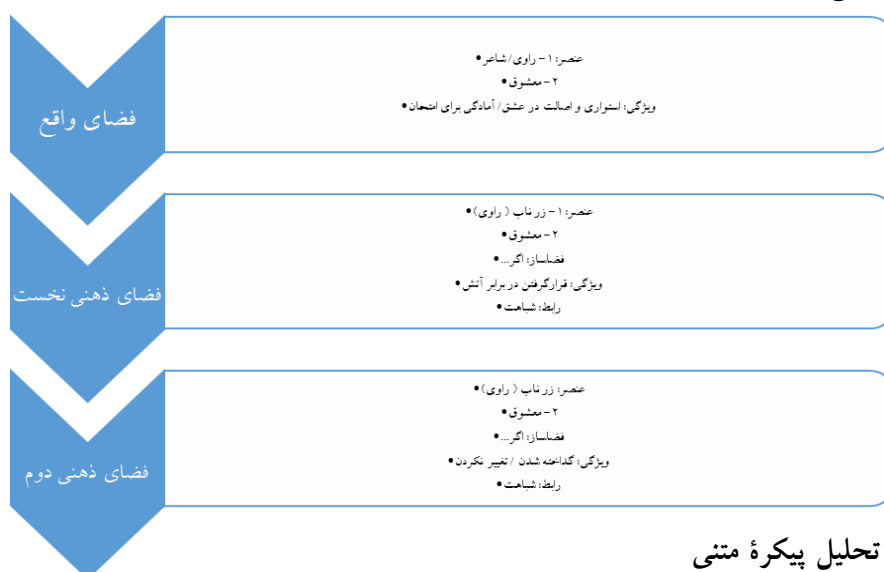 فضای واقع
عنصر: ۱- راوی/ شاعر •
۲- معشوق •
ویژگی: استواری و اصالت در عشق/ آمادگی برای امتحان •
فضای ذهنی نخست
عنصر: ۱- زر ناب ( راوی) •
۲- معشوق •
فضاساز: اگر... •
ویژگی: قرارگرفتن در برابر آتش •
رابط: شباهت •
فضای ذهنی دوم
عنصر: زر ناب ( راوی) •
۲- معشوق •
فضاساز: اگر... •
ویژگی: گداخته شدن / تغییر نکردن •
رابط: شباهت •
تحلیل پیکرۀ متنی